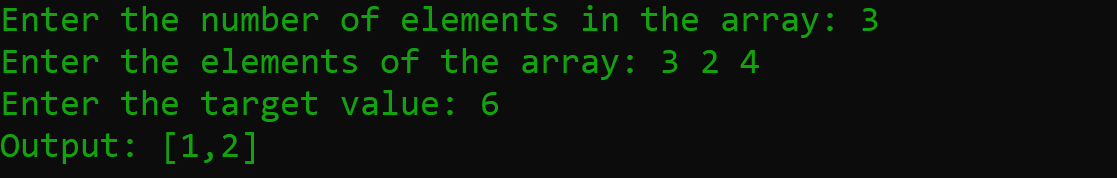 Enter the number of elements in the array: 3
Enter the elements of the array: 3 2 4
Enter the target value: 6
Output: [1,2]